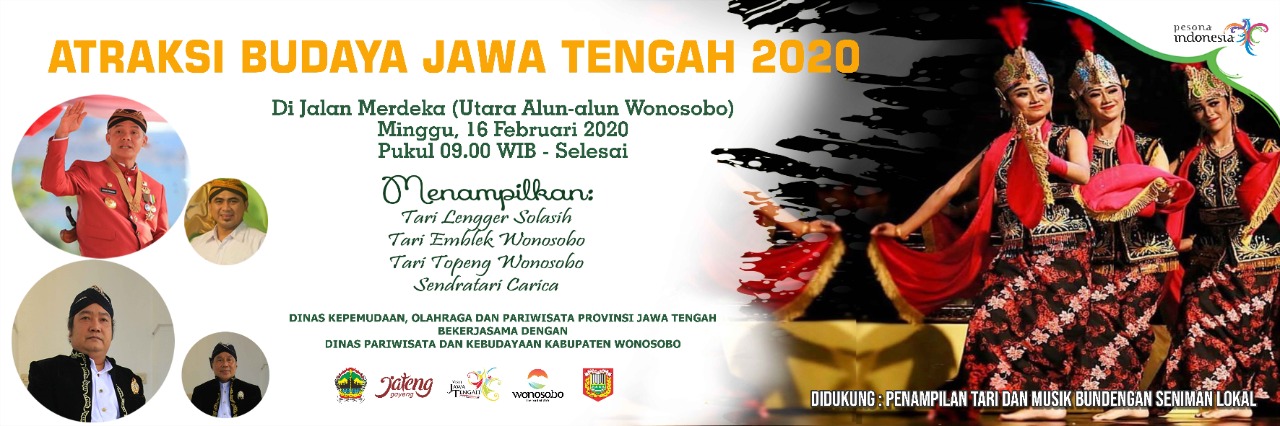 pesona
indonesia
ATRAKSI BUDAYA JAWA TENGAH 2020
Di Jalan Merdeka (Utara Alun-alun Wonosobo)
Minggu, 16 Februari 2020
Pukul 09.00 WIB - Selesai
Menampilkan:
Tari Lengger Solasih
Tari Emblek Wonosobo
Tari Topeng Wonosobo
Sendratari Carica
DINAS KEPEMUDAAN, OLAHRAGA DAN PARIWISATA PROVINSI JAWA TENGAH
BEKERJASAMA DENGAN
DINAS PARIWISATA DAN KEBUDAYAAN KABUPATEN WONOSOBO
Jateng
gayeng
Visit
JAWA
TENGAH
wonosobo
DIDUKUNG : PENAMPILAN TARI DAN MUSIK BUNDENGAN SENIMAN LOKAL